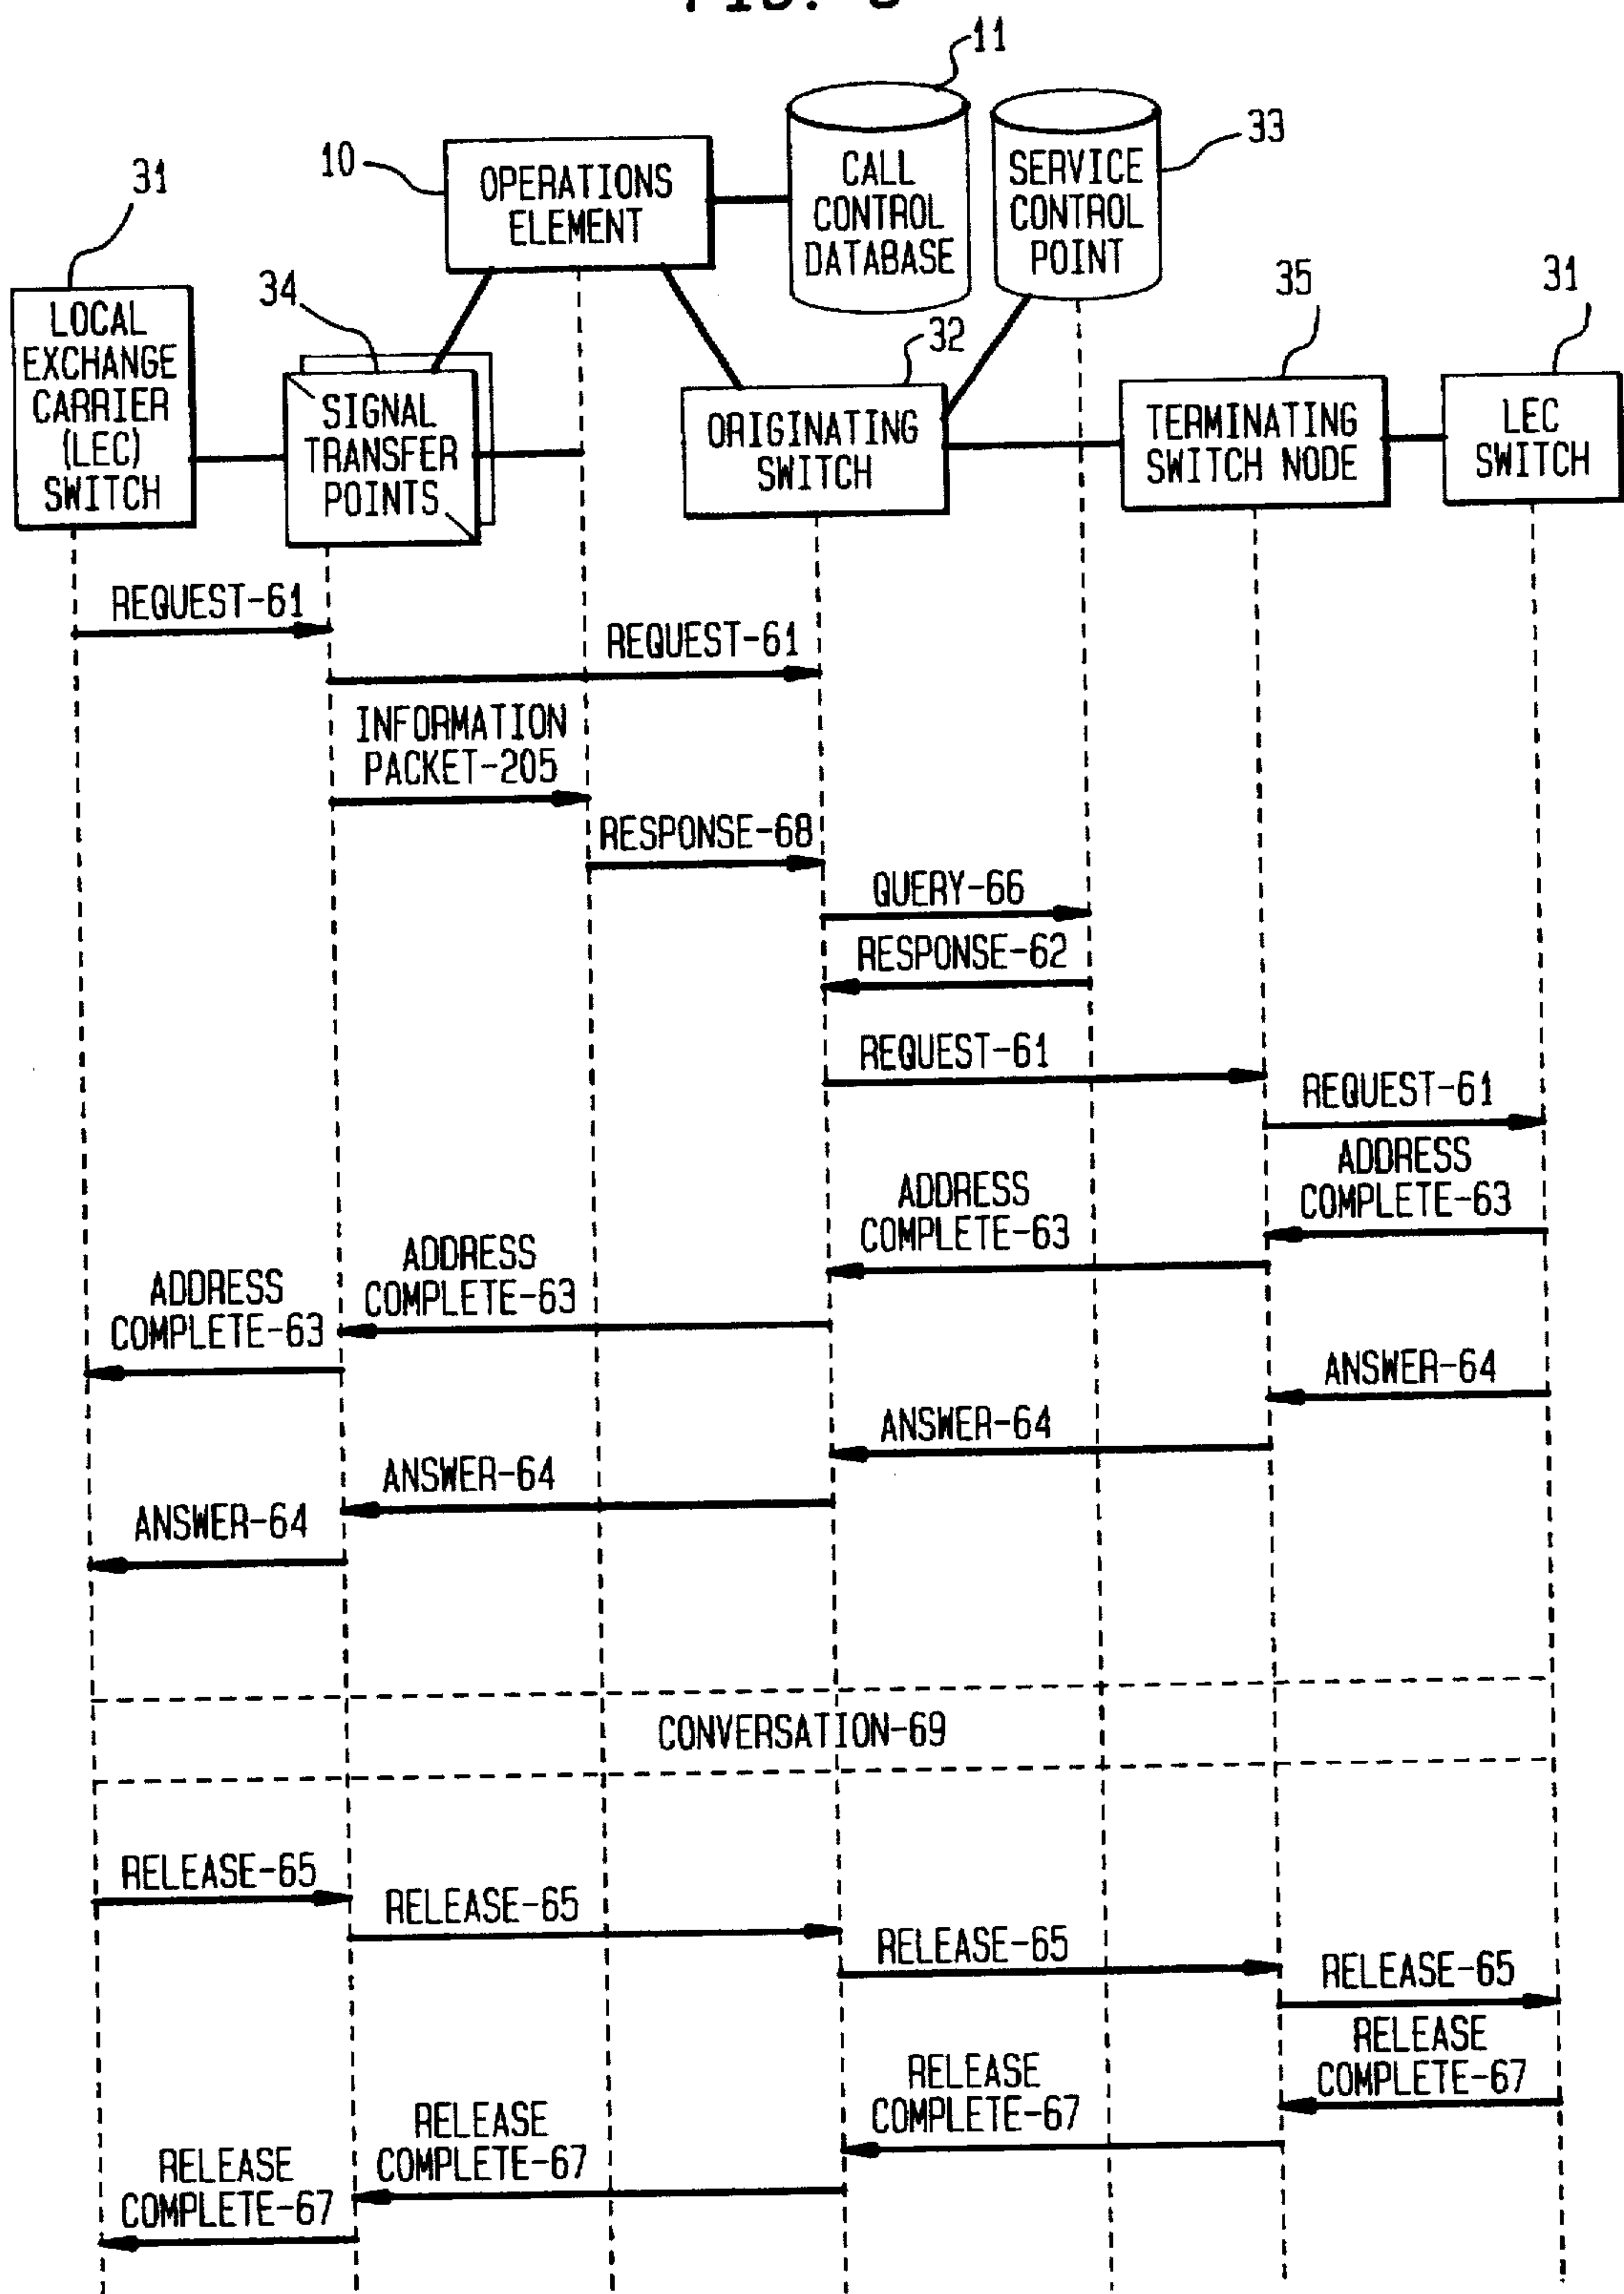 11
33
10
OPERATIONS
ELEMENT
CALL
CONTROL
DATABASE
SERVICE
CONTROL
POINT
31
34
32
35
31
LOCAL
EXCHANGE
CARRIER
(LEC)
SWITCH
SIGNAL
TRANSFER
POINTS
ORIGINATING
SWITCH
TERMINATING
SWITCH NODE
LEC
SWITCH
REQUEST-61
REQUEST-61
INFORMATION
PACKET-205
RESPONSE-68
QUERY-66
RESPONSE-62
REQUEST-61
REQUEST-61
ADDRESS
COMPLETE-63
ADDRESS
COMPLETE-63
ADDRESS
COMPLETE-63
ADDRESS
COMPLETE-63
ANSWER-64
ANSWER-64
ANSWER-64
ANSWER-64
CONVERSATION-69
RELEASE-65
RELEASE-65
RELEASE-65
RELEASE-65
RELEASE
COMPLETE-67
RELEASE
COMPLETE-67
RELEASE
COMPLETE-67
RELEASE
COMPLETE-67